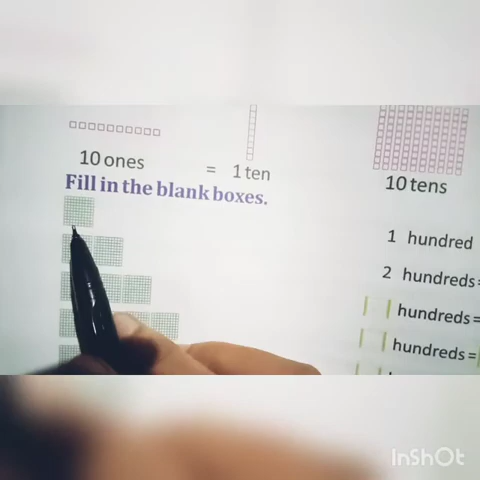 10 ones = 1 ten
10 tens
Fill in the blank boxes.
1 hundred
2 hundreds=
hundreds=
hundreds=
InShOt